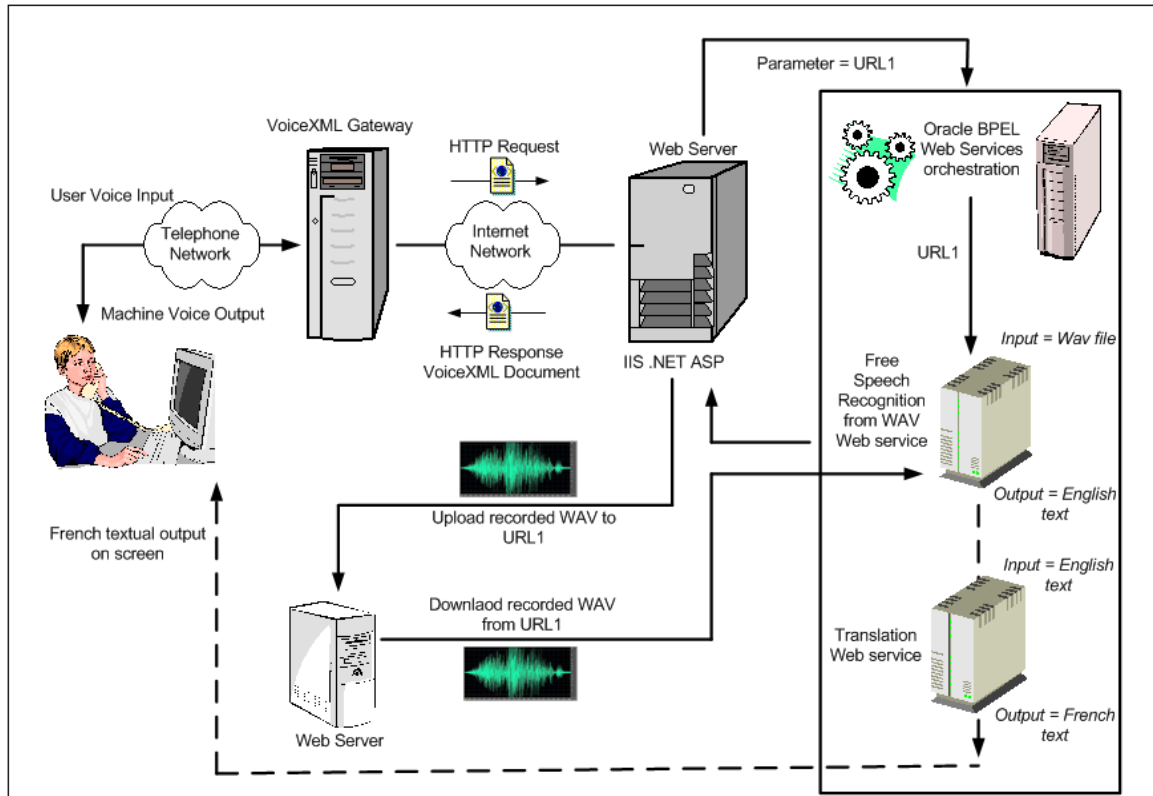 Parameter = URL1
VoiceXML Gateway
HTTP Request
Web Server
Oracle BPEL
Web Services
orchestration
User Voice Input
Telephone
Network
Internet
Network
URL1
Machine Voice Output
HTTP Response
VoiceXML Document
IIS .NET ASP
Input = Wav file
Free
Speech
Recognition
from WAV
Web service
Upload recorded WAV to
URL1
Output = English
text
French textual output
on screen
Input = English
text
Downlaod recorded WAV
from URL1
Translation
Web service
Output = French
text
Web Server